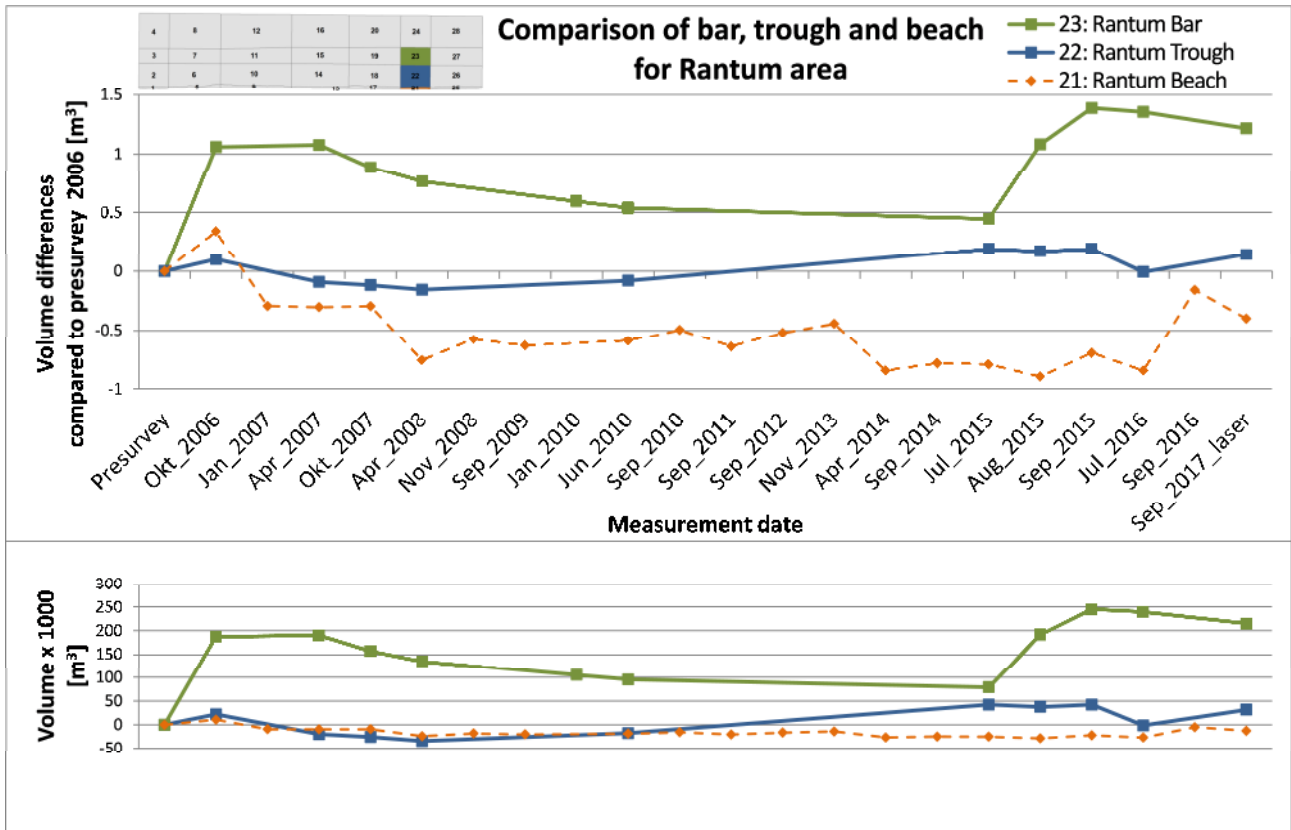 4 8 12 16 20 24 28
3 7 11 15 19 23 27
2 6 10 14 18 22 26
Comparison of bar, trough and beach
for Rantum area
23: Rantum Bar
22: Rantum Trough
21: Rantum Beach
Volume differences
compared to presurvey 2006 [m³]
1.5
1
0.5
0
-0.5
-1
Presurvey
Okt_2006
Jan_2007
Apr_2007
Okt_2007
Apr_2008
Nov_2008
Sep_2009
Jan_2010
Jun_2010
Sep_2010
Sep_2011
Sep_2012
Nov_2013
Apr_2014
Sep_2014
Jul_2015
Aug_2015
Sep_2015
Jul_2016
Sep_2016
Sep_2017_laser
Measurement date
Volume x 1000
[m³]
300
250
200
150
100
50
0
-50